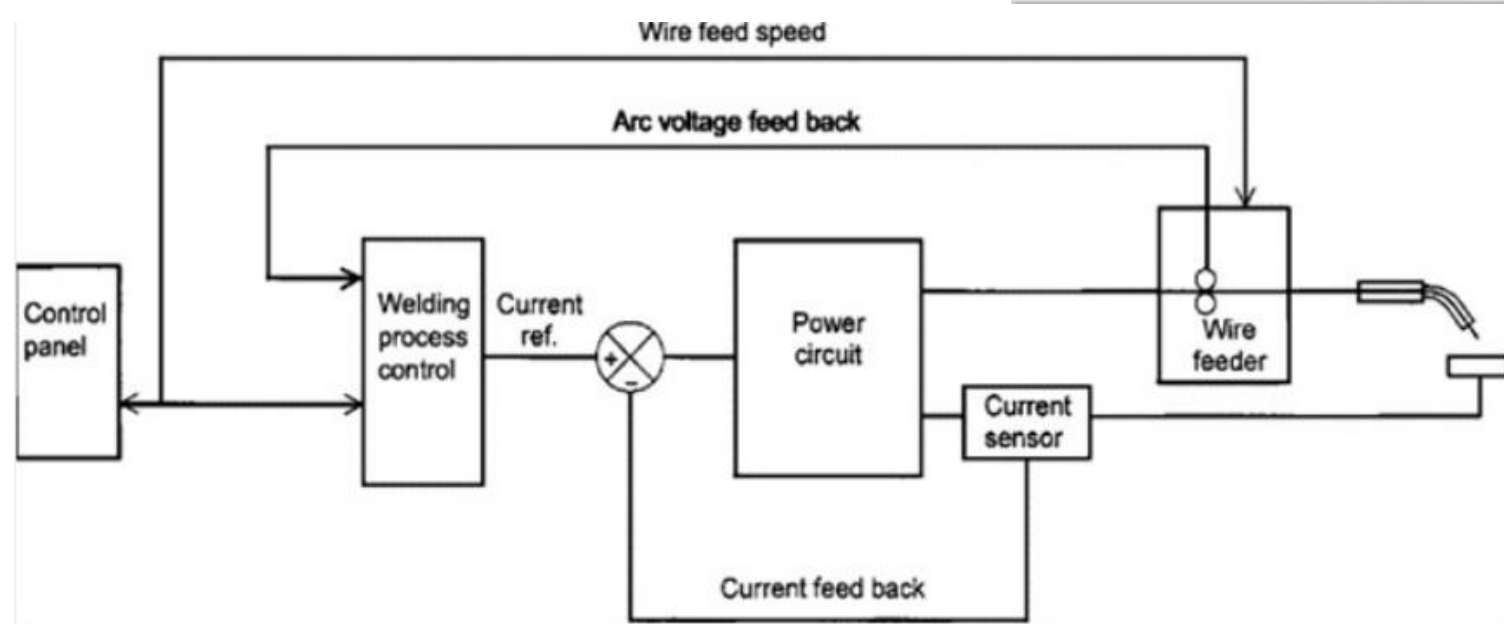 Wire feed speed
Arc voltage feed back
Control
panel
Welding
process
control
Current
ref.
+
-
Power
circuit
Wire
feeder
Current
sensor
Current feed back